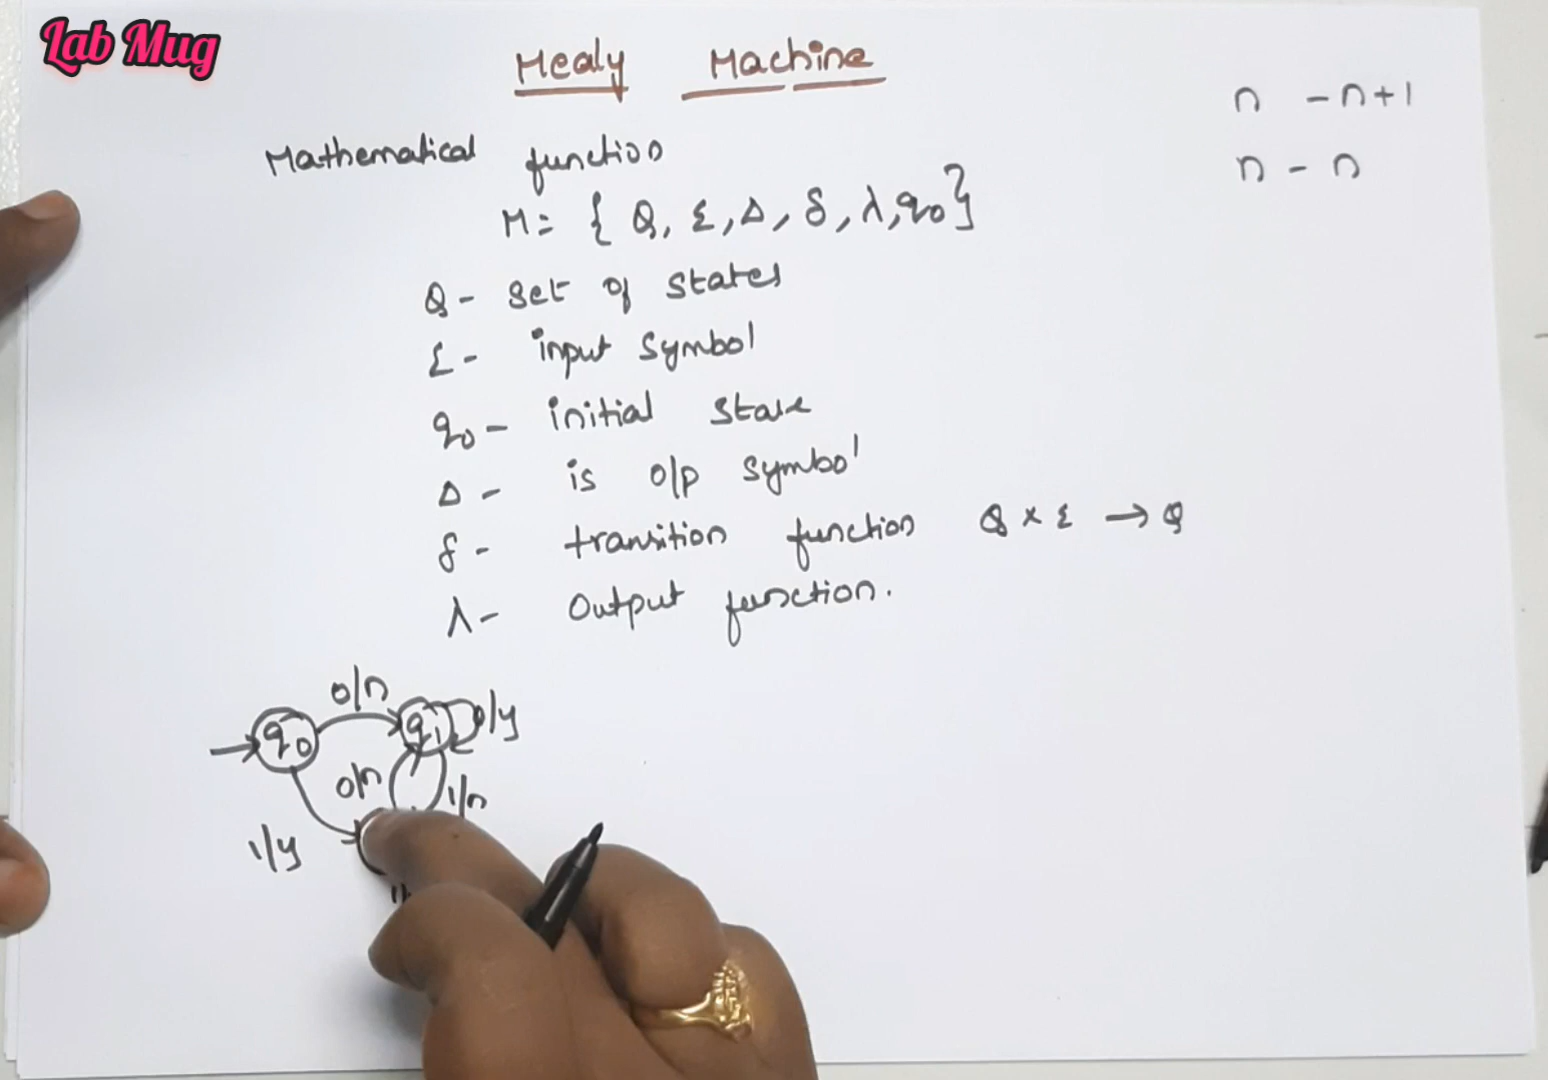 Lab Mug
Mealy Machine
n - n+1
n - n
Mathematical function
M = { Q, Σ, Δ, δ, λ, q0 }
Q - set of states
Σ - input symbol
q0 - initial state
Δ - is o/p symbol
δ - transition function Q × Σ → Q
λ - Output function.
0/n
q0 q1 0/y
0/n 1/n
1/y